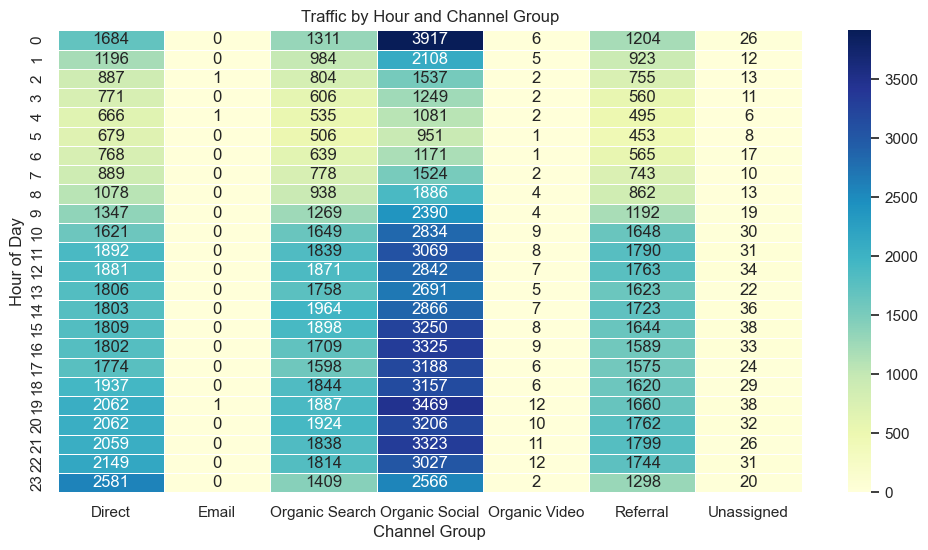 Traffic by Hour and Channel Group
0 1684 0 1311 3917 6 1204 26
1 1196 0 984 2108 5 923 12
2 887 1 804 1537 2 755 13
3 771 0 606 1249 2 560 11
4 666 1 535 1081 2 495 6
5 679 0 506 951 1 453 8
6 768 0 639 1171 1 565 17
7 889 0 778 1524 2 743 10
8 1078 0 938 1886 4 862 13
9 1347 0 1269 2390 4 1192 19
10 1621 0 1649 2834 9 1648 30
11 1892 0 1839 3069 8 1790 31
12 1881 0 1871 2842 7 1763 34
13 1806 0 1758 2691 5 1623 22
14 1803 0 1964 2866 7 1723 36
15 1809 0 1898 3250 8 1644 38
16 1802 0 1709 3325 9 1589 33
17 1774 0 1598 3188 6 1575 24
18 1937 0 1844 3157 6 1620 29
19 2062 1 1887 3469 12 1660 38
20 2062 0 1924 3206 10 1762 32
21 2059 0 1838 3323 11 1799 26
22 2149 0 1814 3027 12 1744 31
23 2581 0 1409 2566 2 1298 20
Hour of Day
Direct Email Organic Search Organic Social Organic Video Referral Unassigned
Channel Group
3500
3000
2500
2000
1500
1000
500
0